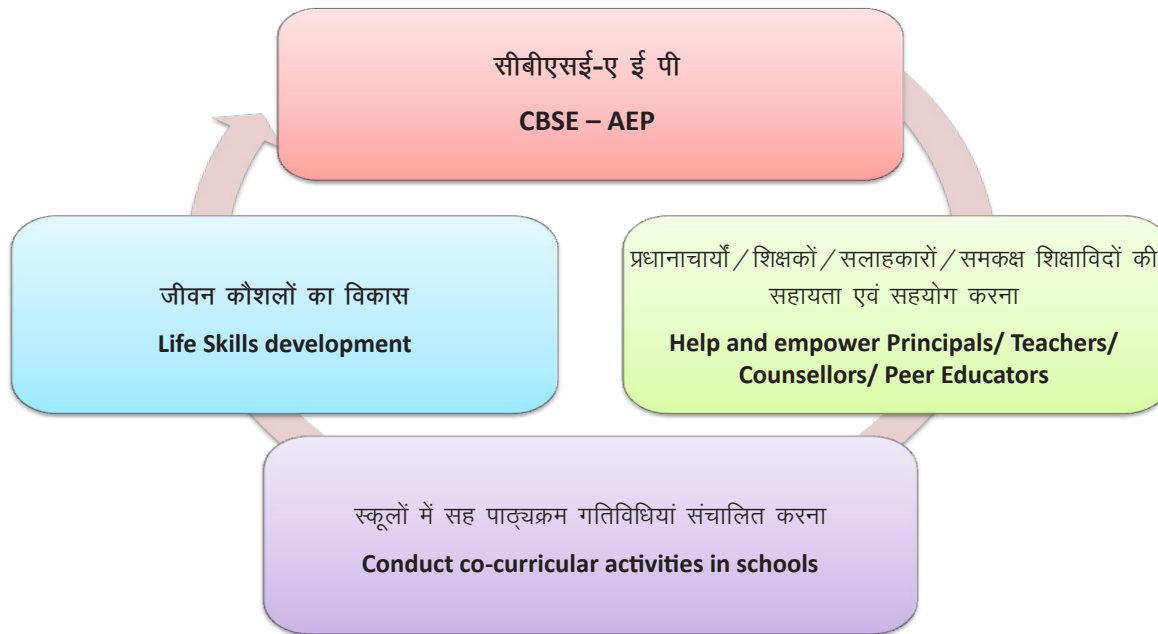 सीबीएसई-ए ई पी
CBSE – AEP
प्रधानाचार्यों/शिक्षकों/सलाहकारों/समकक्ष शिक्षाविदों की
सहायता एवं सहयोग करना
Help and empower Principals/ Teachers/
Counsellors/ Peer Educators
स्कूलों में सह पाठ्यक्रम गतिविधियां संचालित करना
Conduct co-curricular activities in schools
जीवन कौशलों का विकास
Life Skills development